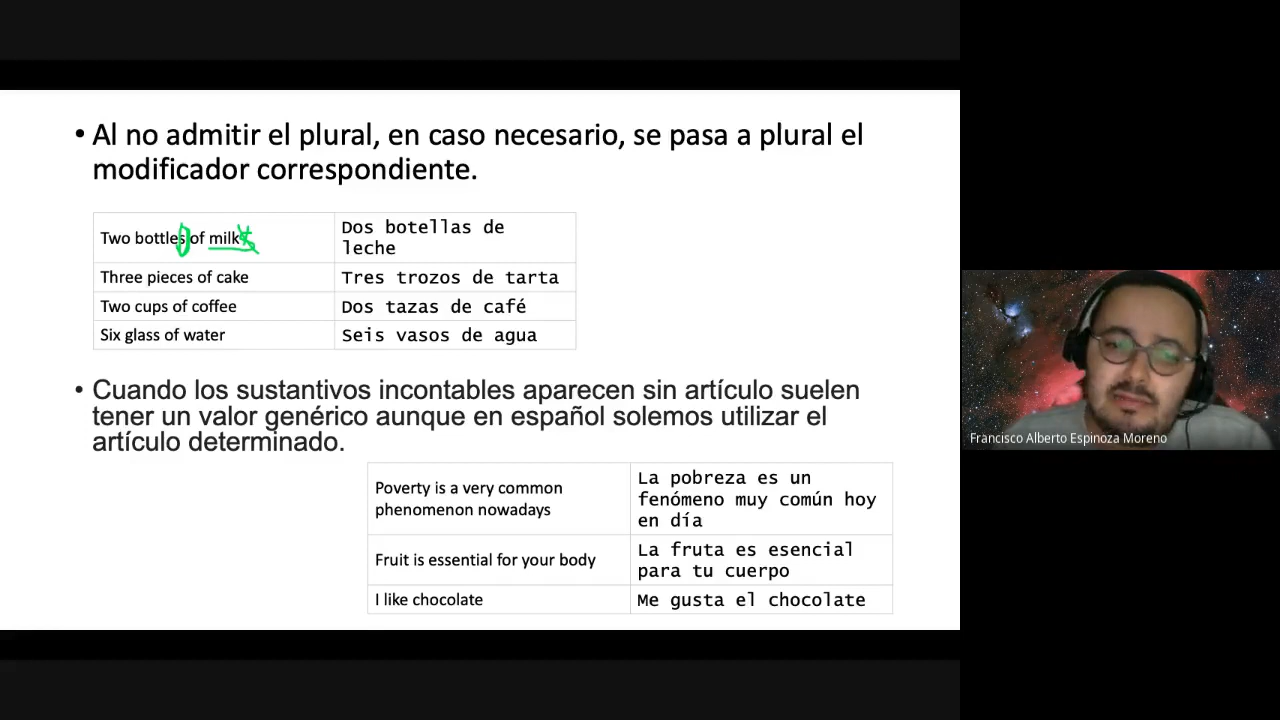 • Al no admitir el plural, en caso necesario, se pasa a plural el
modificador correspondiente.
Two bottles of milk
Dos botellas de
leche
Three pieces of cake
Tres trozos de tarta
Two cups of coffee
Dos tazas de café
Six glass of water
Seis vasos de agua
• Cuando los sustantivos incontables aparecen sin artículo suelen
tener un valor genérico aunque en español solemos utilizar el
artículo determinado.
Poverty is a very common
phenomenon nowadays
La pobreza es un
fenómeno muy común hoy
en día
Fruit is essential for your body
La fruta es esencial
para tu cuerpo
I like chocolate
Me gusta el chocolate
Francisco Alberto Espinoza Moreno